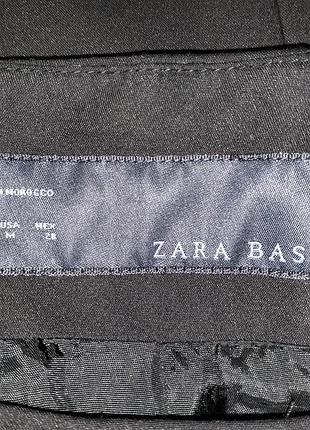 MOROCCO
USA MEX
M 28
ZARA BAS